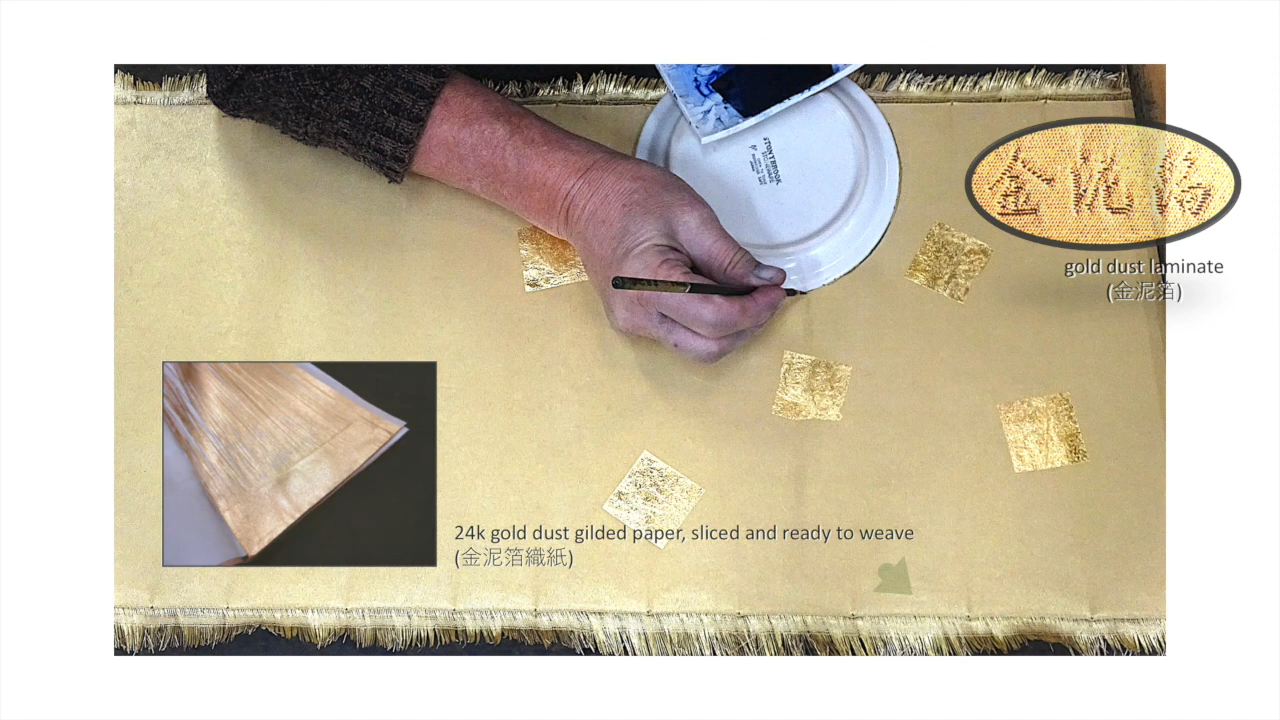 STONYBROOK
金泥箔
gold dust laminate
(金泥箔)
24k gold dust gilded paper, sliced and ready to weave
(金泥箔織紙)